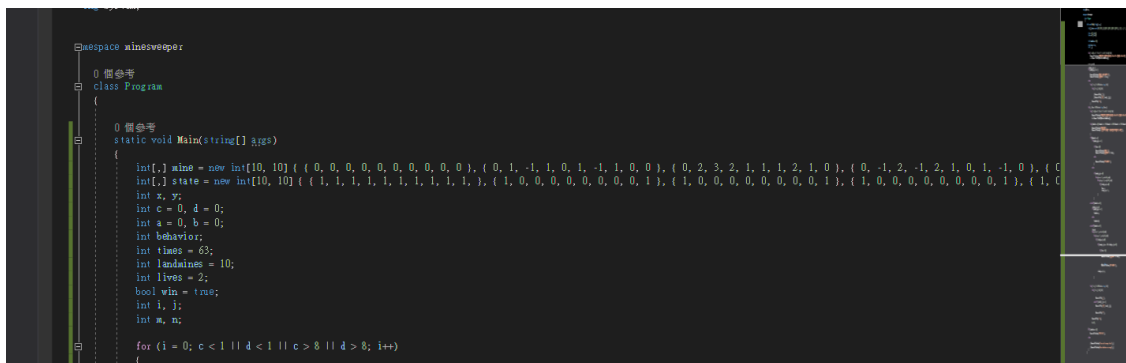 mespace minesweeper
0 個參考
class Program
{
0 個參考
static void Main(string[] args)
{
int[,] mine = new int[10, 10] { { 0, 0, 0, 0, 0, 0, 0, 0, 0, 0 }, { 0, 1, -1, 1, 0, 1, -1, 1, 0, 0 }, { 0, 2, 3, 2, 1, 1, 1, 2, 1, 0 }, { 0, -1, 2, -1, 2, 1, 0, 1, -1, 0 }, { 0
int[,] state = new int[10, 10] { { 1, 1, 1, 1, 1, 1, 1, 1, 1, 1, }, { 1, 0, 0, 0, 0, 0, 0, 0, 0, 1 }, { 1, 0, 0, 0, 0, 0, 0, 0, 0, 1 }, { 1, 0, 0, 0, 0, 0, 0, 0, 0, 1 }, { 1, 0
int x, y;
int c = 0, d = 0;
int a = 0, b = 0;
int behavior;
int times = 63;
int landmines = 10;
int lives = 2;
bool win = true;
int i, j;
int m, n;
for (i = 0; c < 1 || d < 1 || c > 8 || d > 8; i++)